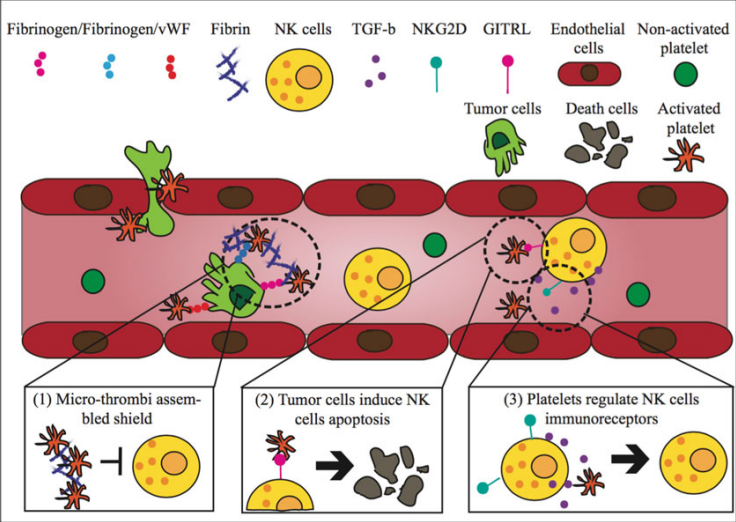 Fibrinogen/Fibrinogen/vWF Fibrin NK cells TGF-b NKG2D GITRL Endothelial cells Non-activated platelet
Tumor cells Death cells Activated platelet
(1) Micro-thrombi assem-
bled shield
(2) Tumor cells induce NK
cells apoptosis
(3) Platelets regulate NK cells
immunoreceptors